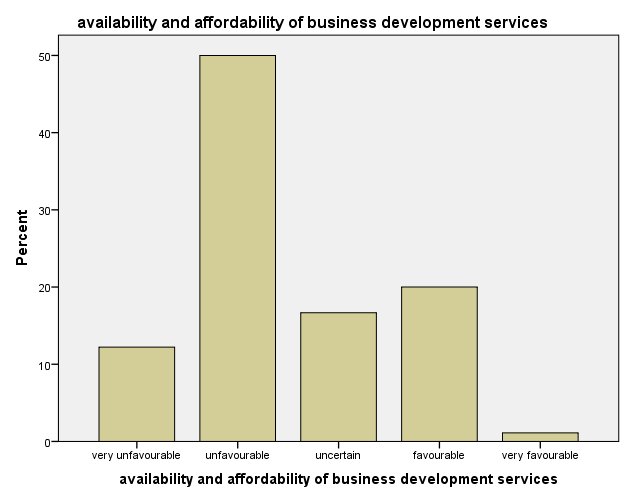 availability and affordability of business development services
50
40
30
20
10
0
Percent
very unfavourable unfavourable uncertain favourable very favourable
availability and affordability of business development services